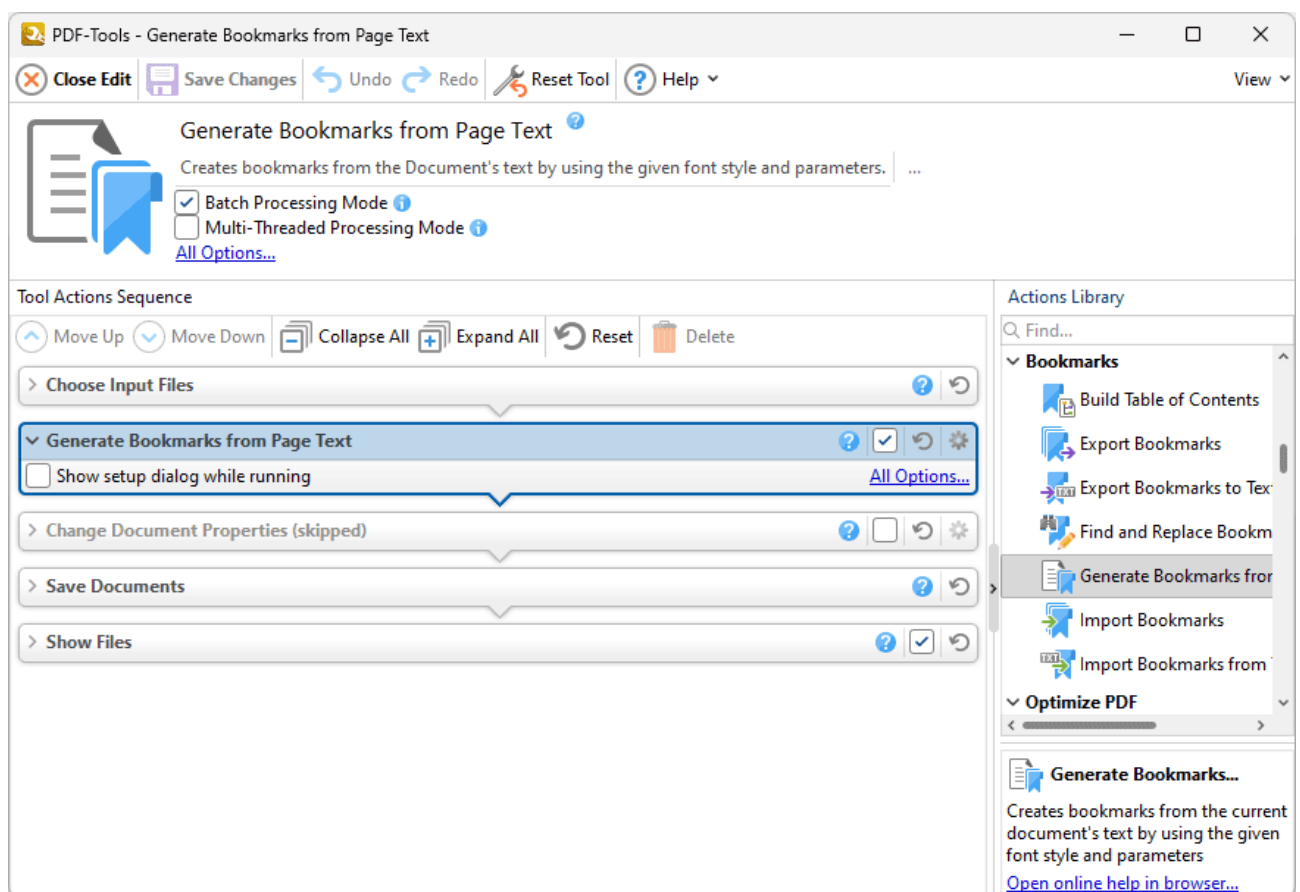 PDF-Tools - Generate Bookmarks from Page Text
Close Edit Save Changes Undo Redo Reset Tool Help View
Generate Bookmarks from Page Text
Creates bookmarks from the Document's text by using the given font style and parameters. ...
Batch Processing Mode
Multi-Threaded Processing Mode
All Options...
Tool Actions Sequence
Move Up Move Down Collapse All Expand All Reset Delete
Choose Input Files
Generate Bookmarks from Page Text
Show setup dialog while running All Options...
Change Document Properties (skipped)
Save Documents
Show Files
Actions Library
Find...
Bookmarks
Build Table of Contents
Export Bookmarks
TXT Export Bookmarks to Tex
Find and Replace Bookm
Generate Bookmarks fror
Import Bookmarks
TXT Import Bookmarks from
Optimize PDF
Generate Bookmarks...
Creates bookmarks from the current
document's text by using the given
font style and parameters
Open online help in browser...